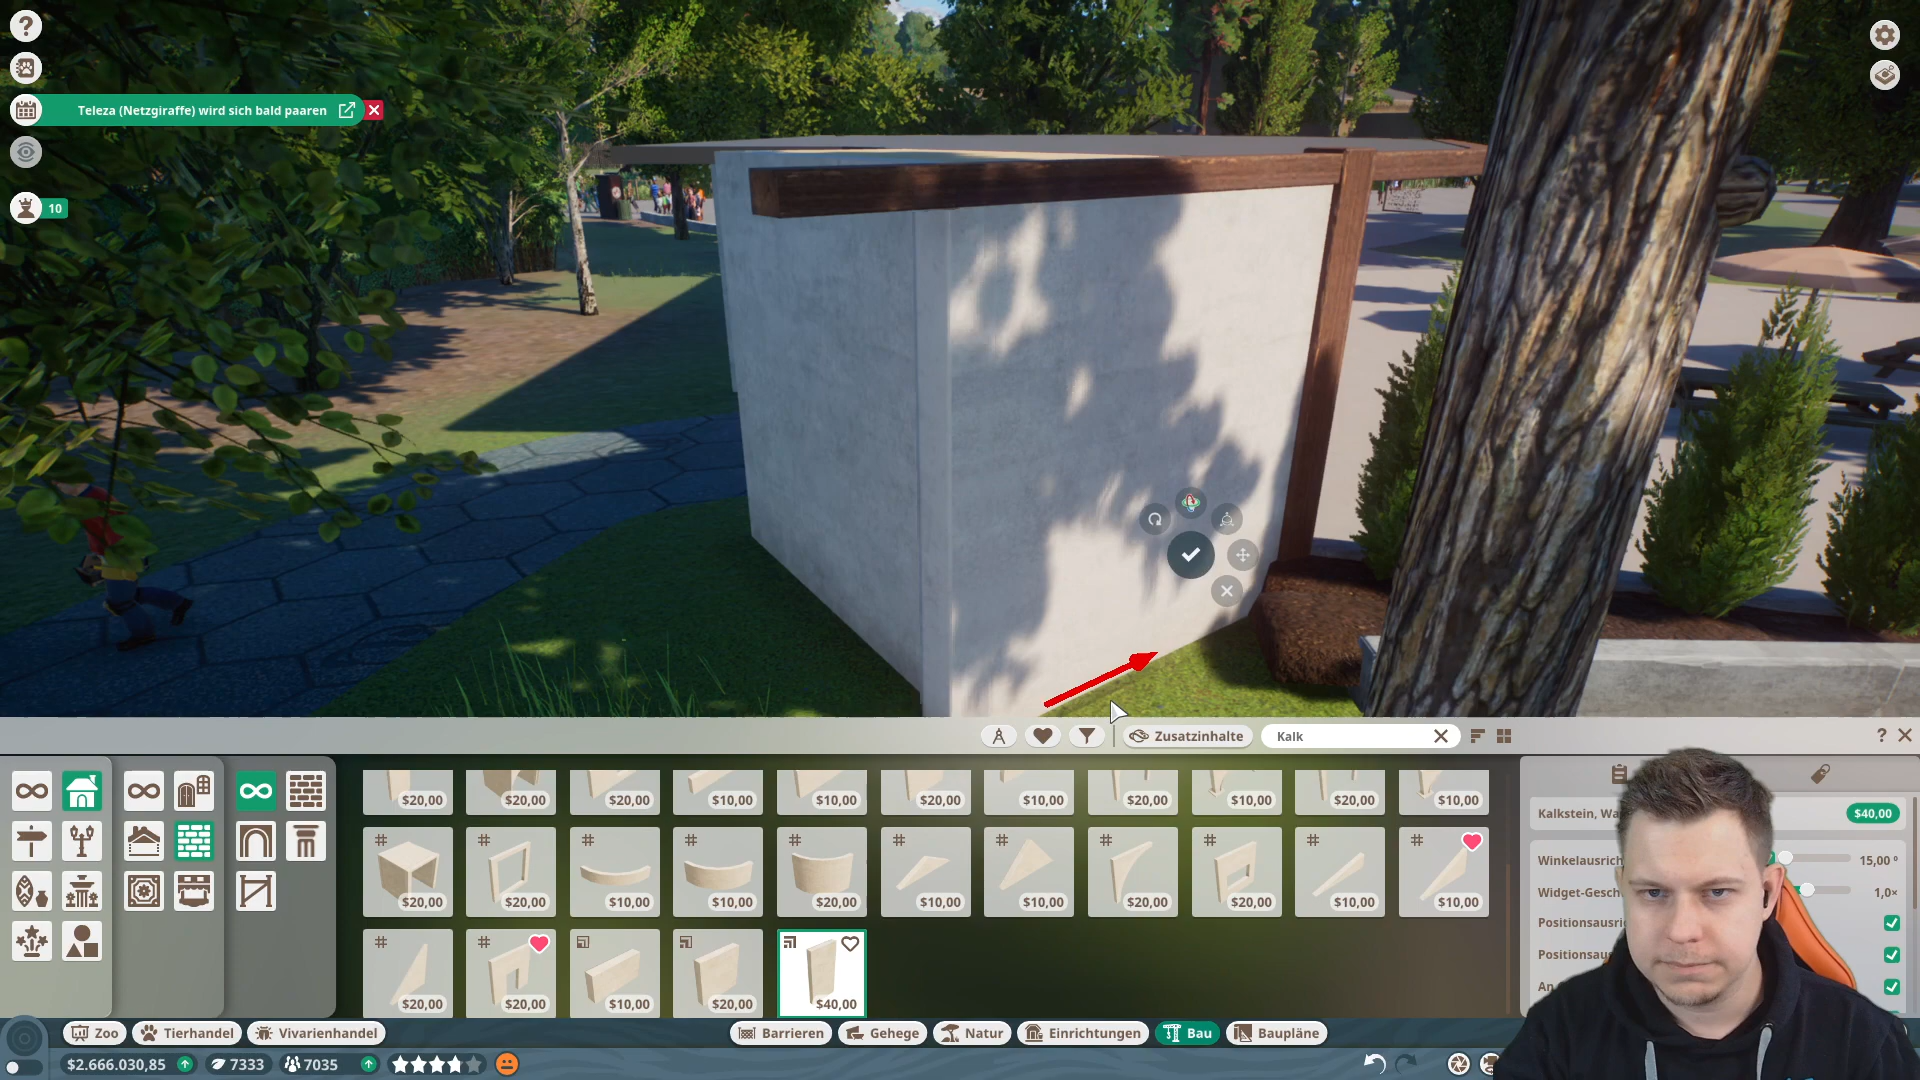 Teleza (Netzgiraffe) wird sich bald paaren
10
Zusatzinhalte
Kalk
?
$20,00 $20,00 $20,00 $10,00 $10,00 $20,00 $10,00 $20,00 $10,00 $20,00 $10,00
$20,00 $20,00 $10,00 $10,00 $20,00 $10,00 $10,00 $20,00 $20,00 $10,00 $10,00
$20,00 $20,00 $10,00 $20,00 $40,00
Kalkstein, $40,00
15,00 °
1,0×
Zoo Tierhandel Vivarienhandel Barrieren Gehege Natur Einrichtungen Bau Baupläne
$2.666.030,85 7333 7035